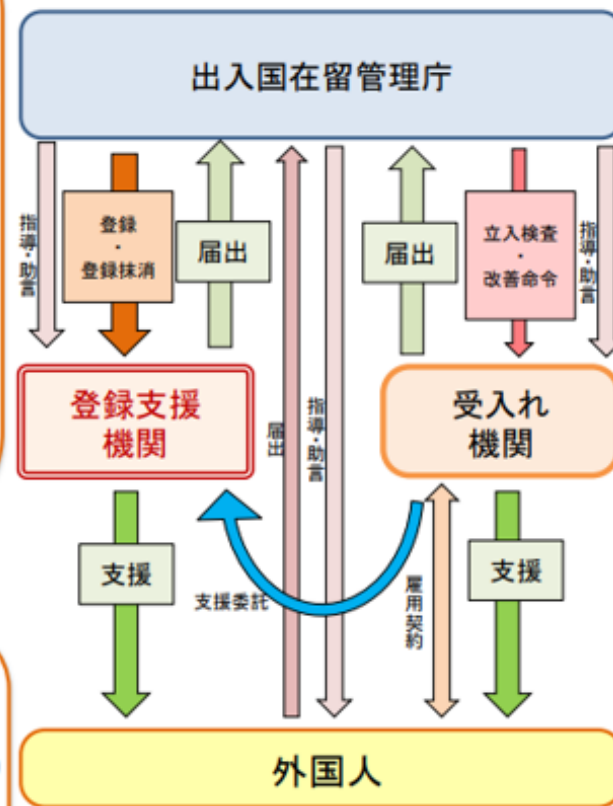 出入国在留管理庁
指導・助言
登録
・
登録抹消
届出
届出
指導・助言
届出
立入検査
・
改善命令
指導・助言
登録支援
機関
受入れ
機関
支援
支援委託
雇用契約
支援
外国人